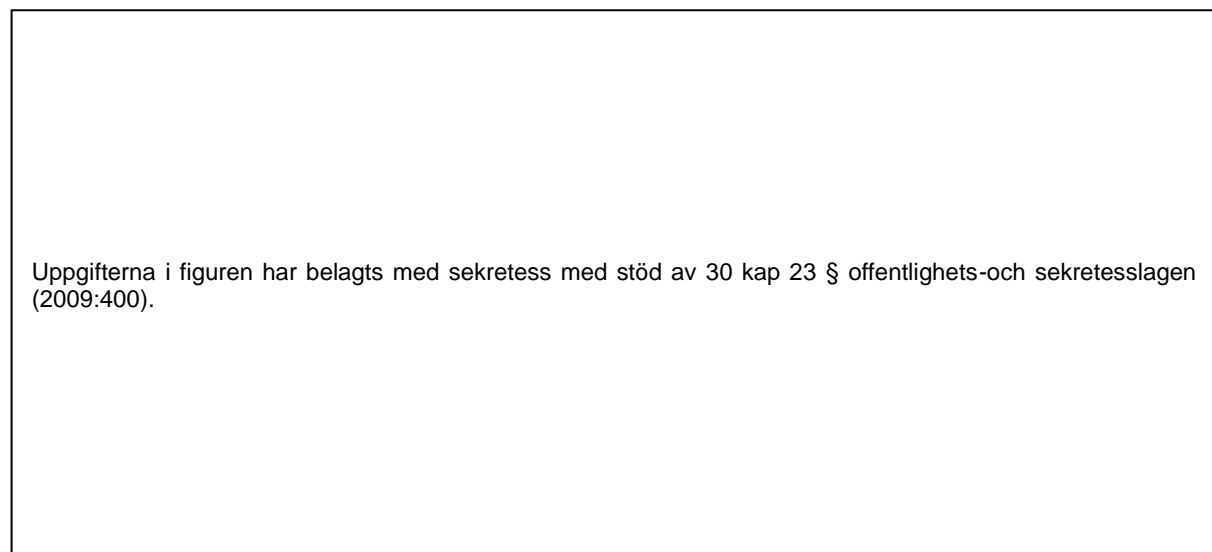 Uppgifterna i figuren har belagts med sekretess med stöd av 30 kap 23 § offentlighets-och sekretesslagen
(2009:400).